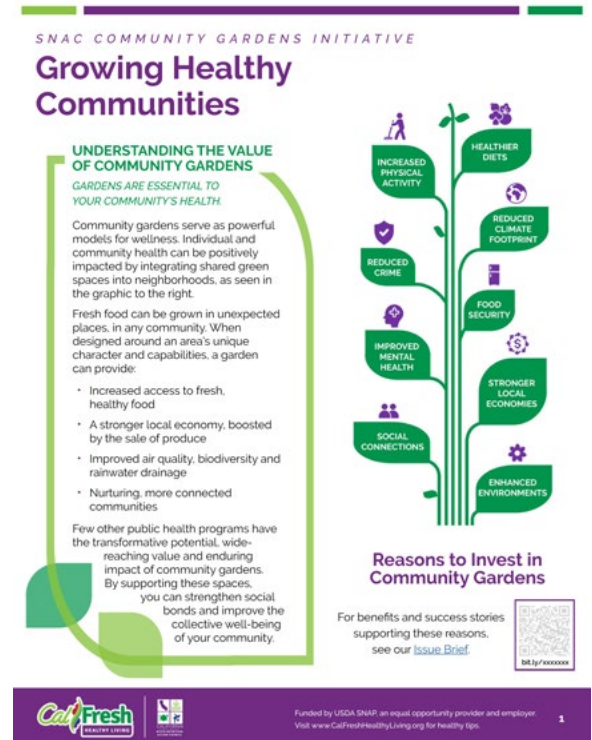 SNAC COMMUNITY GARDENS INITIATIVE
Growing Healthy
Communities
UNDERSTANDING THE VALUE
OF COMMUNITY GARDENS
GARDENS ARE ESSENTIAL TO
YOUR COMMUNITY'S HEALTH.
Community gardens serve as powerful
models for wellness. Individual and
community health can be positively
impacted by integrating shared green
spaces into neighborhoods, as seen in
the graphic to the right.
Fresh food can be grown in unexpected
places, in any community. When
designed around an area's unique
character and capabilities, a garden
can provide:
• Increased access to fresh,
healthy food
• A stronger local economy, boosted
by the sale of produce
• Improved air quality, biodiversity and
rainwater drainage
• Nurturing, more connected
communities
Few other public health programs have
the transformative potential, wide-
reaching value and enduring
impact of community gardens.
By supporting these spaces,
you can strengthen social
bonds and improve the
collective well-being
of your community.
INCREASED
PHYSICAL
ACTIVITY
HEALTHIER
DIETS
REDUCED
CLIMATE
FOOTPRINT
REDUCED
CRIME
FOOD
SECURITY
IMPROVED
MENTAL
HEALTH
STRONGER
LOCAL
ECONOMIES
SOCIAL
CONNECTIONS
ENHANCED
ENVIRONMENTS
Reasons to Invest in
Community Gardens
For benefits and success stories
supporting these reasons,
see our Issue Brief.
bit.ly/xxxxxxx
CalFresh
HEALTHY LIVING
Funded by USDA SNAP, an equal opportunity provider and employer.
Visit www.CalFreshHealthyLiving.org for healthy tips.
1